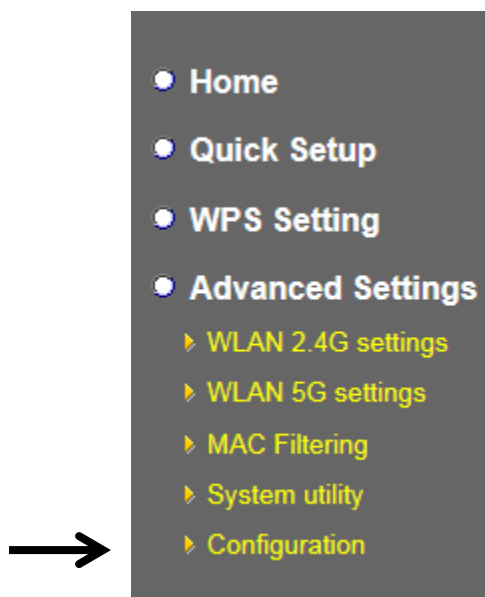 Home
Quick Setup
WPS Setting
Advanced Settings
WLAN 2.4G settings
WLAN 5G settings
MAC Filtering
System utility
Configuration